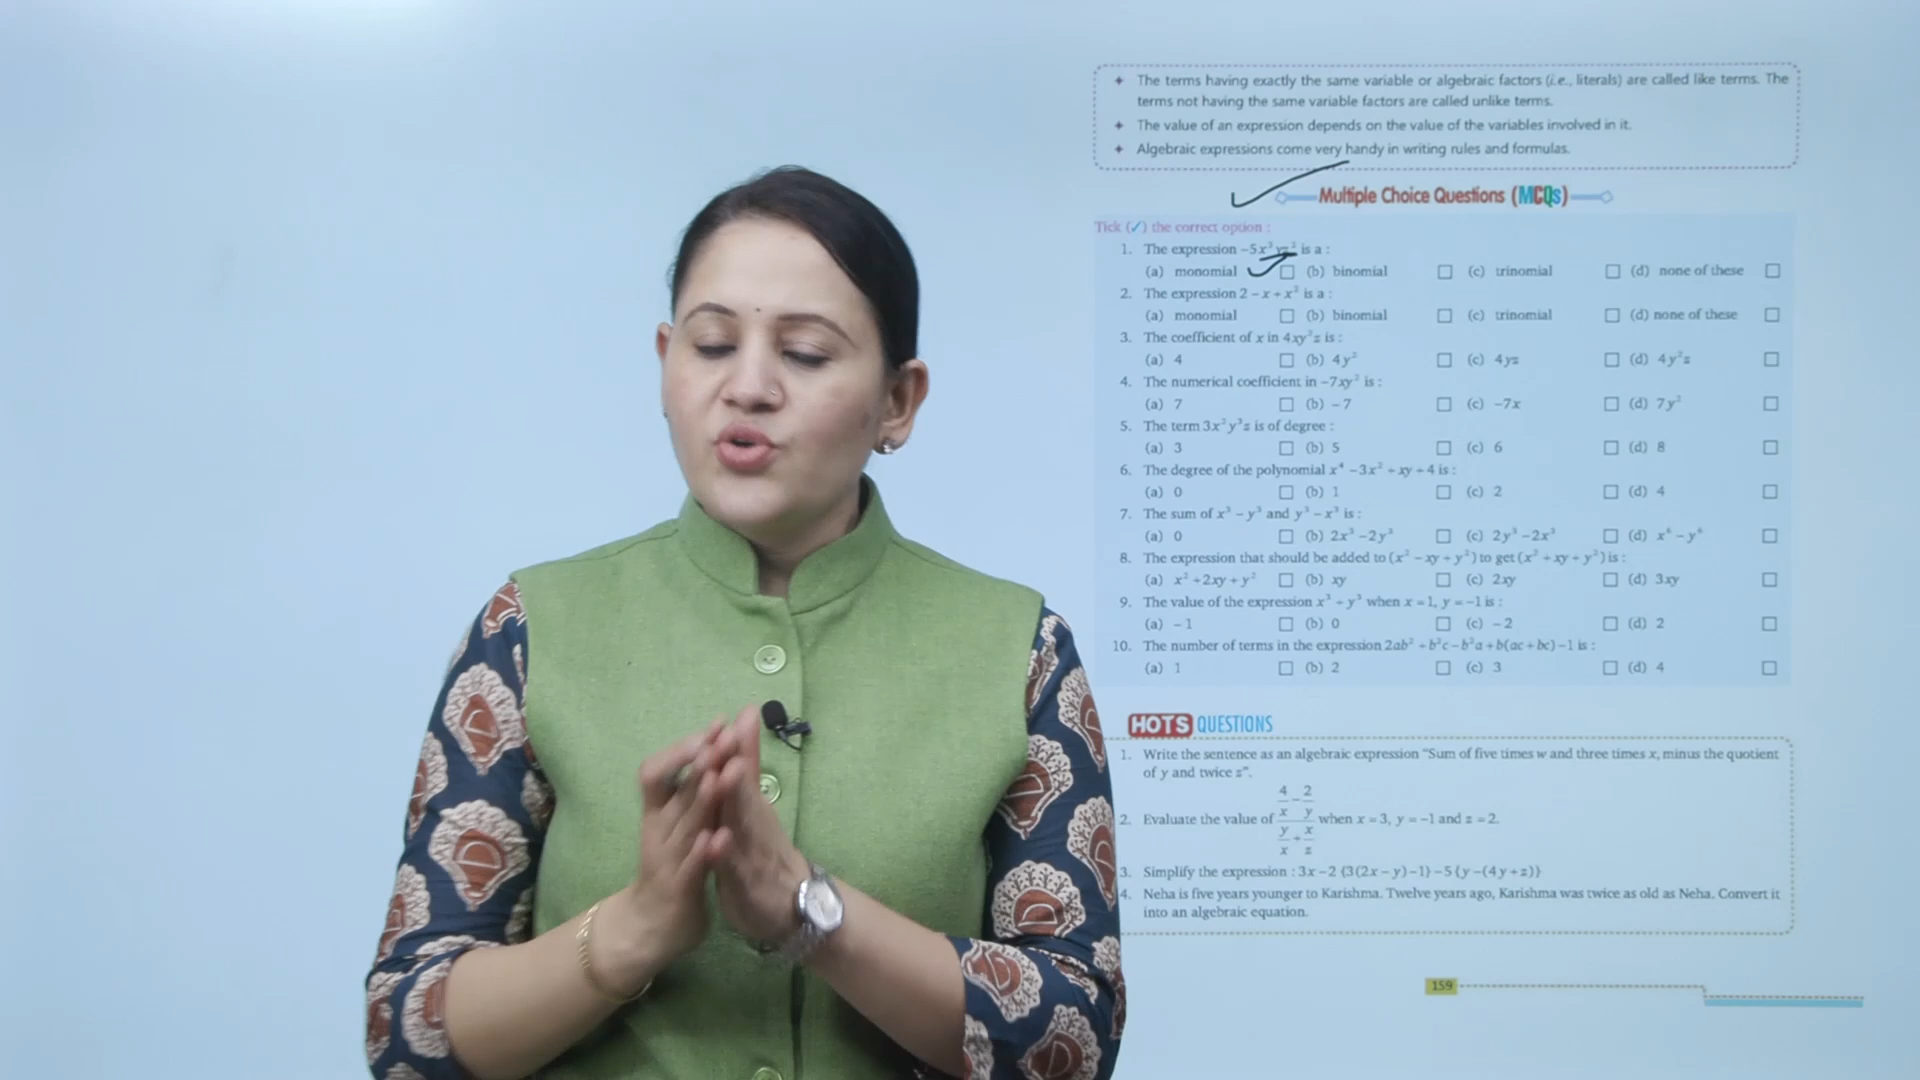 ✦ The terms having exactly the same variable or algebraic factors (i.e., literals) are called like terms. The
terms not having the same variable factors are called unlike terms.
✦ The value of an expression depends on the value of the variables involved in it.
✦ Algebraic expressions come very handy in writing rules and formulas.
Multiple Choice Questions (MCQs)
Tick (✓) the correct option :
1. The expression −5x³yz² is a :
(a) monomial (b) binomial (c) trinomial (d) none of these
2. The expression 2 − x + x² is a :
(a) monomial (b) binomial (c) trinomial (d) none of these
3. The coefficient of x in 4xy²z is :
(a) 4 (b) 4y² (c) 4yz (d) 4y²z
4. The numerical coefficient in −7xy² is :
(a) 7 (b) −7 (c) −7x (d) 7y²
5. The term 3x²y³z is of degree :
(a) 3 (b) 5 (c) 6 (d) 8
6. The degree of the polynomial x⁴ − 3x² + xy + 4 is :
(a) 0 (b) 1 (c) 2 (d) 4
7. The sum of x³ − y³ and y³ − x³ is :
(a) 0 (b) 2x³ − 2y³ (c) 2y³ − 2x³ (d) x⁶ − y⁶
8. The expression that should be added to (x² − xy + y²) to get (x² + xy + y²) is :
(a) x² + 2xy + y² (b) xy (c) 2xy (d) 3xy
9. The value of the expression x³ + y³ when x = 1, y = −1 is :
(a) −1 (b) 0 (c) −2 (d) 2
10. The number of terms in the expression 2ab² + b²c − b²a + b(ac + bc) − 1 is :
(a) 1 (b) 2 (c) 3 (d) 4
HOTS QUESTIONS
1. Write the sentence as an algebraic expression "Sum of five times w and three times x, minus the quotient
of y and twice z".
4/x − 2/y
2. Evaluate the value of when x = 3, y = −1 and z = 2.
y/x + x/z
3. Simplify the expression : 3x − 2 {3(2x − y) − 1} − 5{y − (4y + z)}
4. Neha is five years younger to Karishma. Twelve years ago, Karishma was twice as old as Neha. Convert it
into an algebraic equation.
159